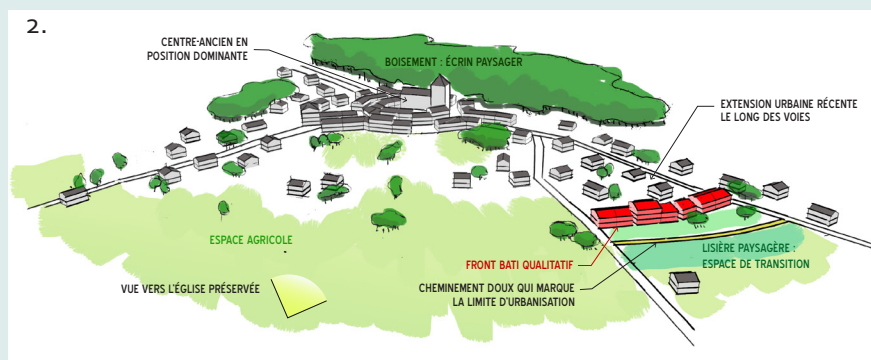 2.
CENTRE-ANCIEN EN
POSITION DOMINANTE
BOISEMENT : ÉCRIN PAYSAGER
EXTENSION URBAINE RÉCENTE
LE LONG DES VOIES
ESPACE AGRICOLE
FRONT BATI QUALITATIF
LISIÈRE PAYSAGÈRE :
ESPACE DE TRANSITION
VUE VERS L'ÉGLISE PRÉSERVÉE
CHEMINEMENT DOUX QUI MARQUE
LA LIMITE D'URBANISATION